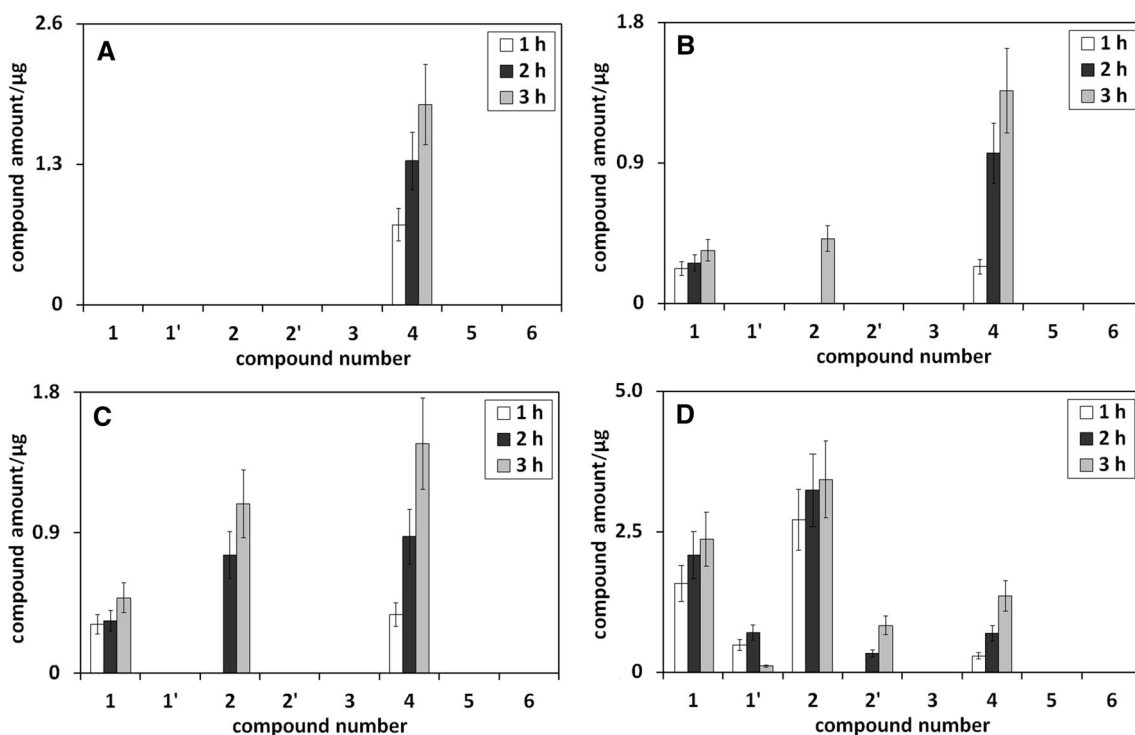 A
compound amount/µg
2.6
1.3
0
1 h
2 h
3 h
1 1' 2 2' 3 4 5 6
compound number
B
compound amount/µg
1.8
0.9
0
1 h
2 h
3 h
1 1' 2 2' 3 4 5 6
compound number
C
compound amount/µg
1.8
0.9
0
1 h
2 h
3 h
1 1' 2 2' 3 4 5 6
compound number
D
compound amount/µg
5.0
2.5
0
1 h
2 h
3 h
1 1' 2 2' 3 4 5 6
compound number